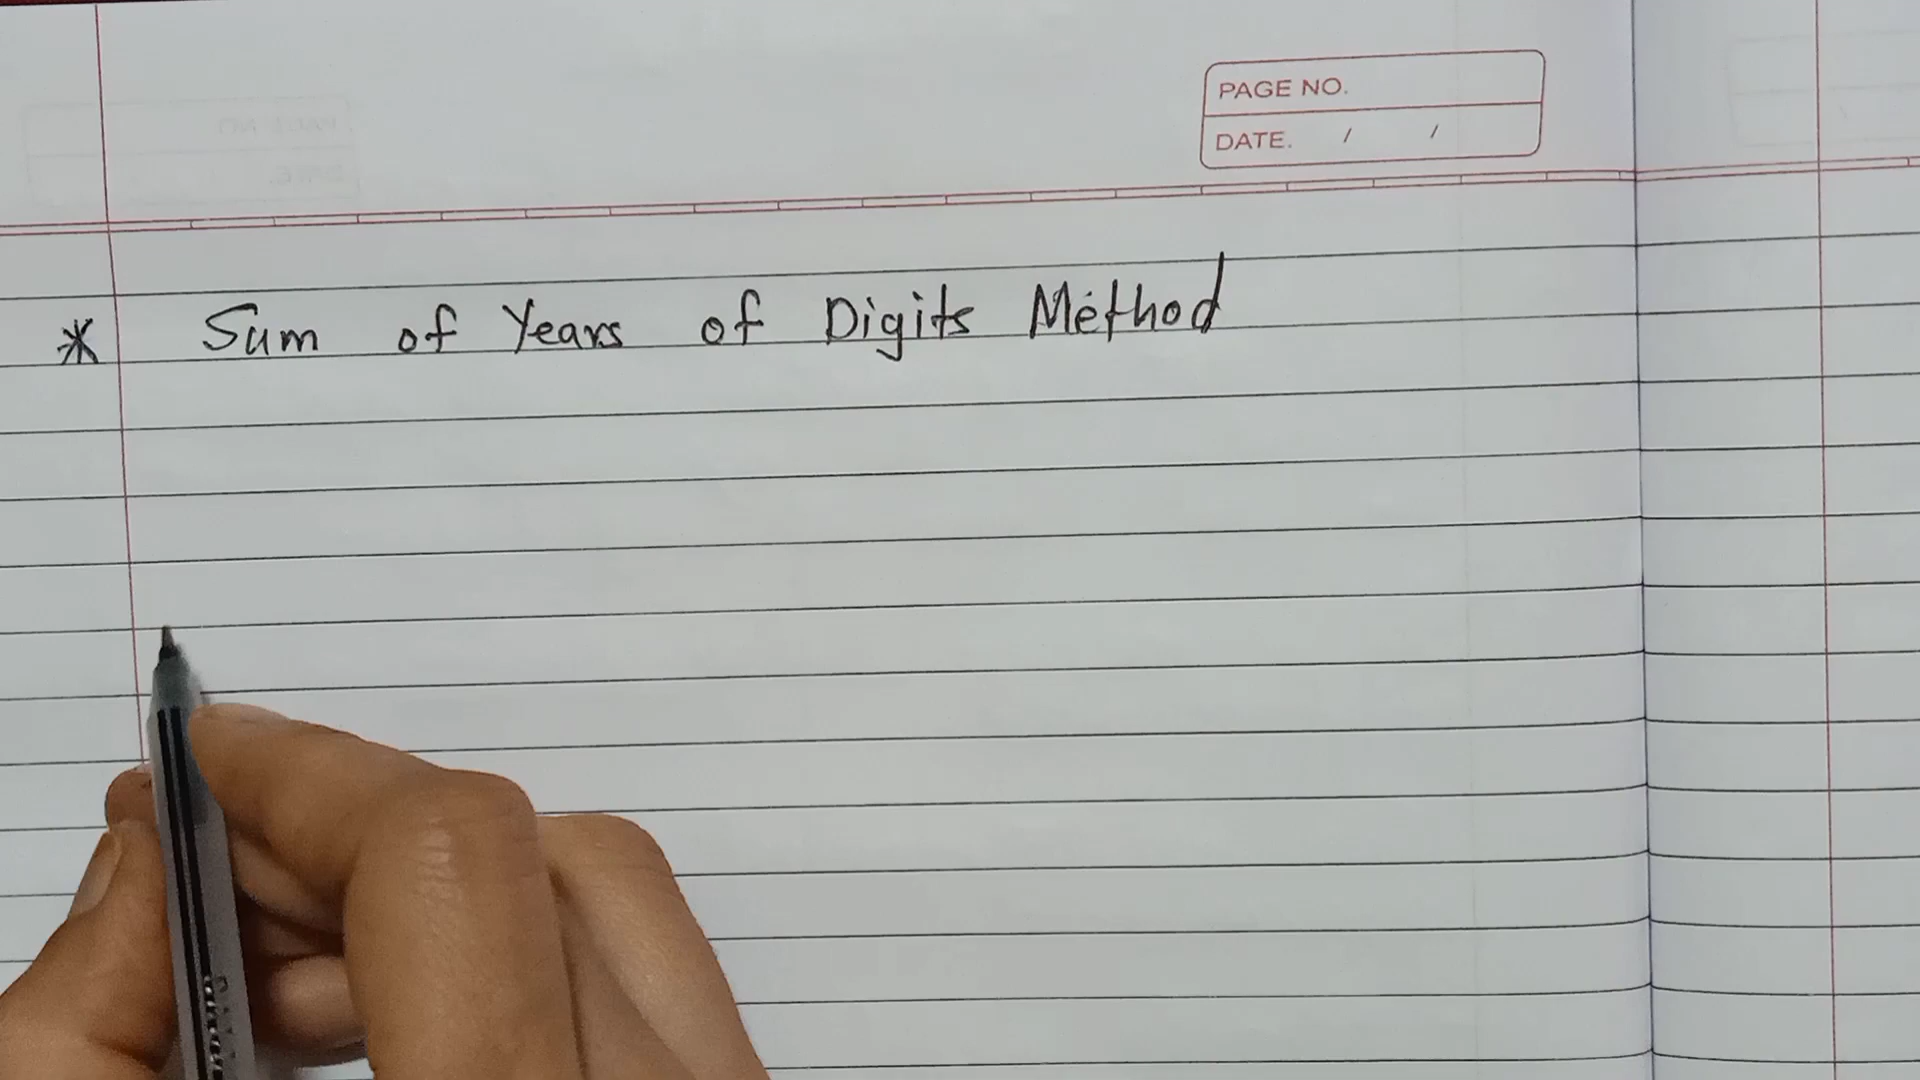 PAGE NO.
DATE. / /
* Sum of Years of Digits Method